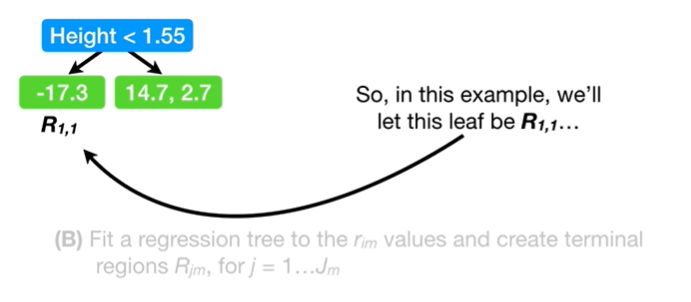 Height < 1.55
-17.3
14.7, 2.7
R1,1
So, in this example, we'll
let this leaf be R1,1...
(B) Fit a regression tree to the rim values and create terminal
regions Rjm, for j = 1...Jm